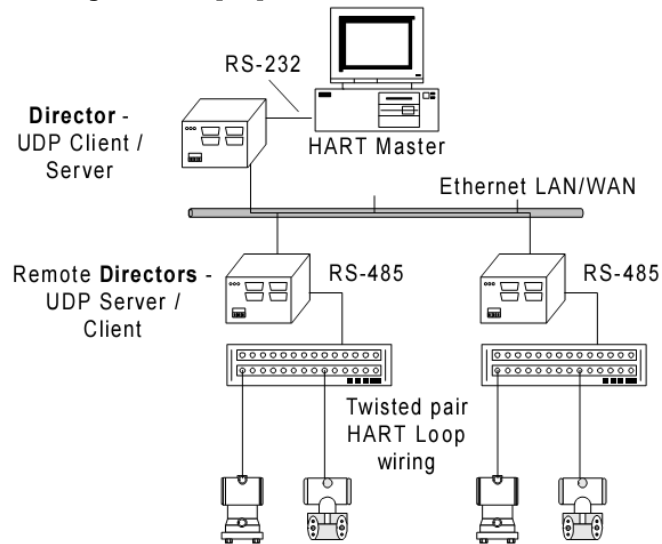 RS-232
Director -
UDP Client /
Server
HART Master
Ethernet LAN/WAN
Remote Directors -
UDP Server /
Client
RS-485
RS-485
Twisted pair
HART Loop
wiring